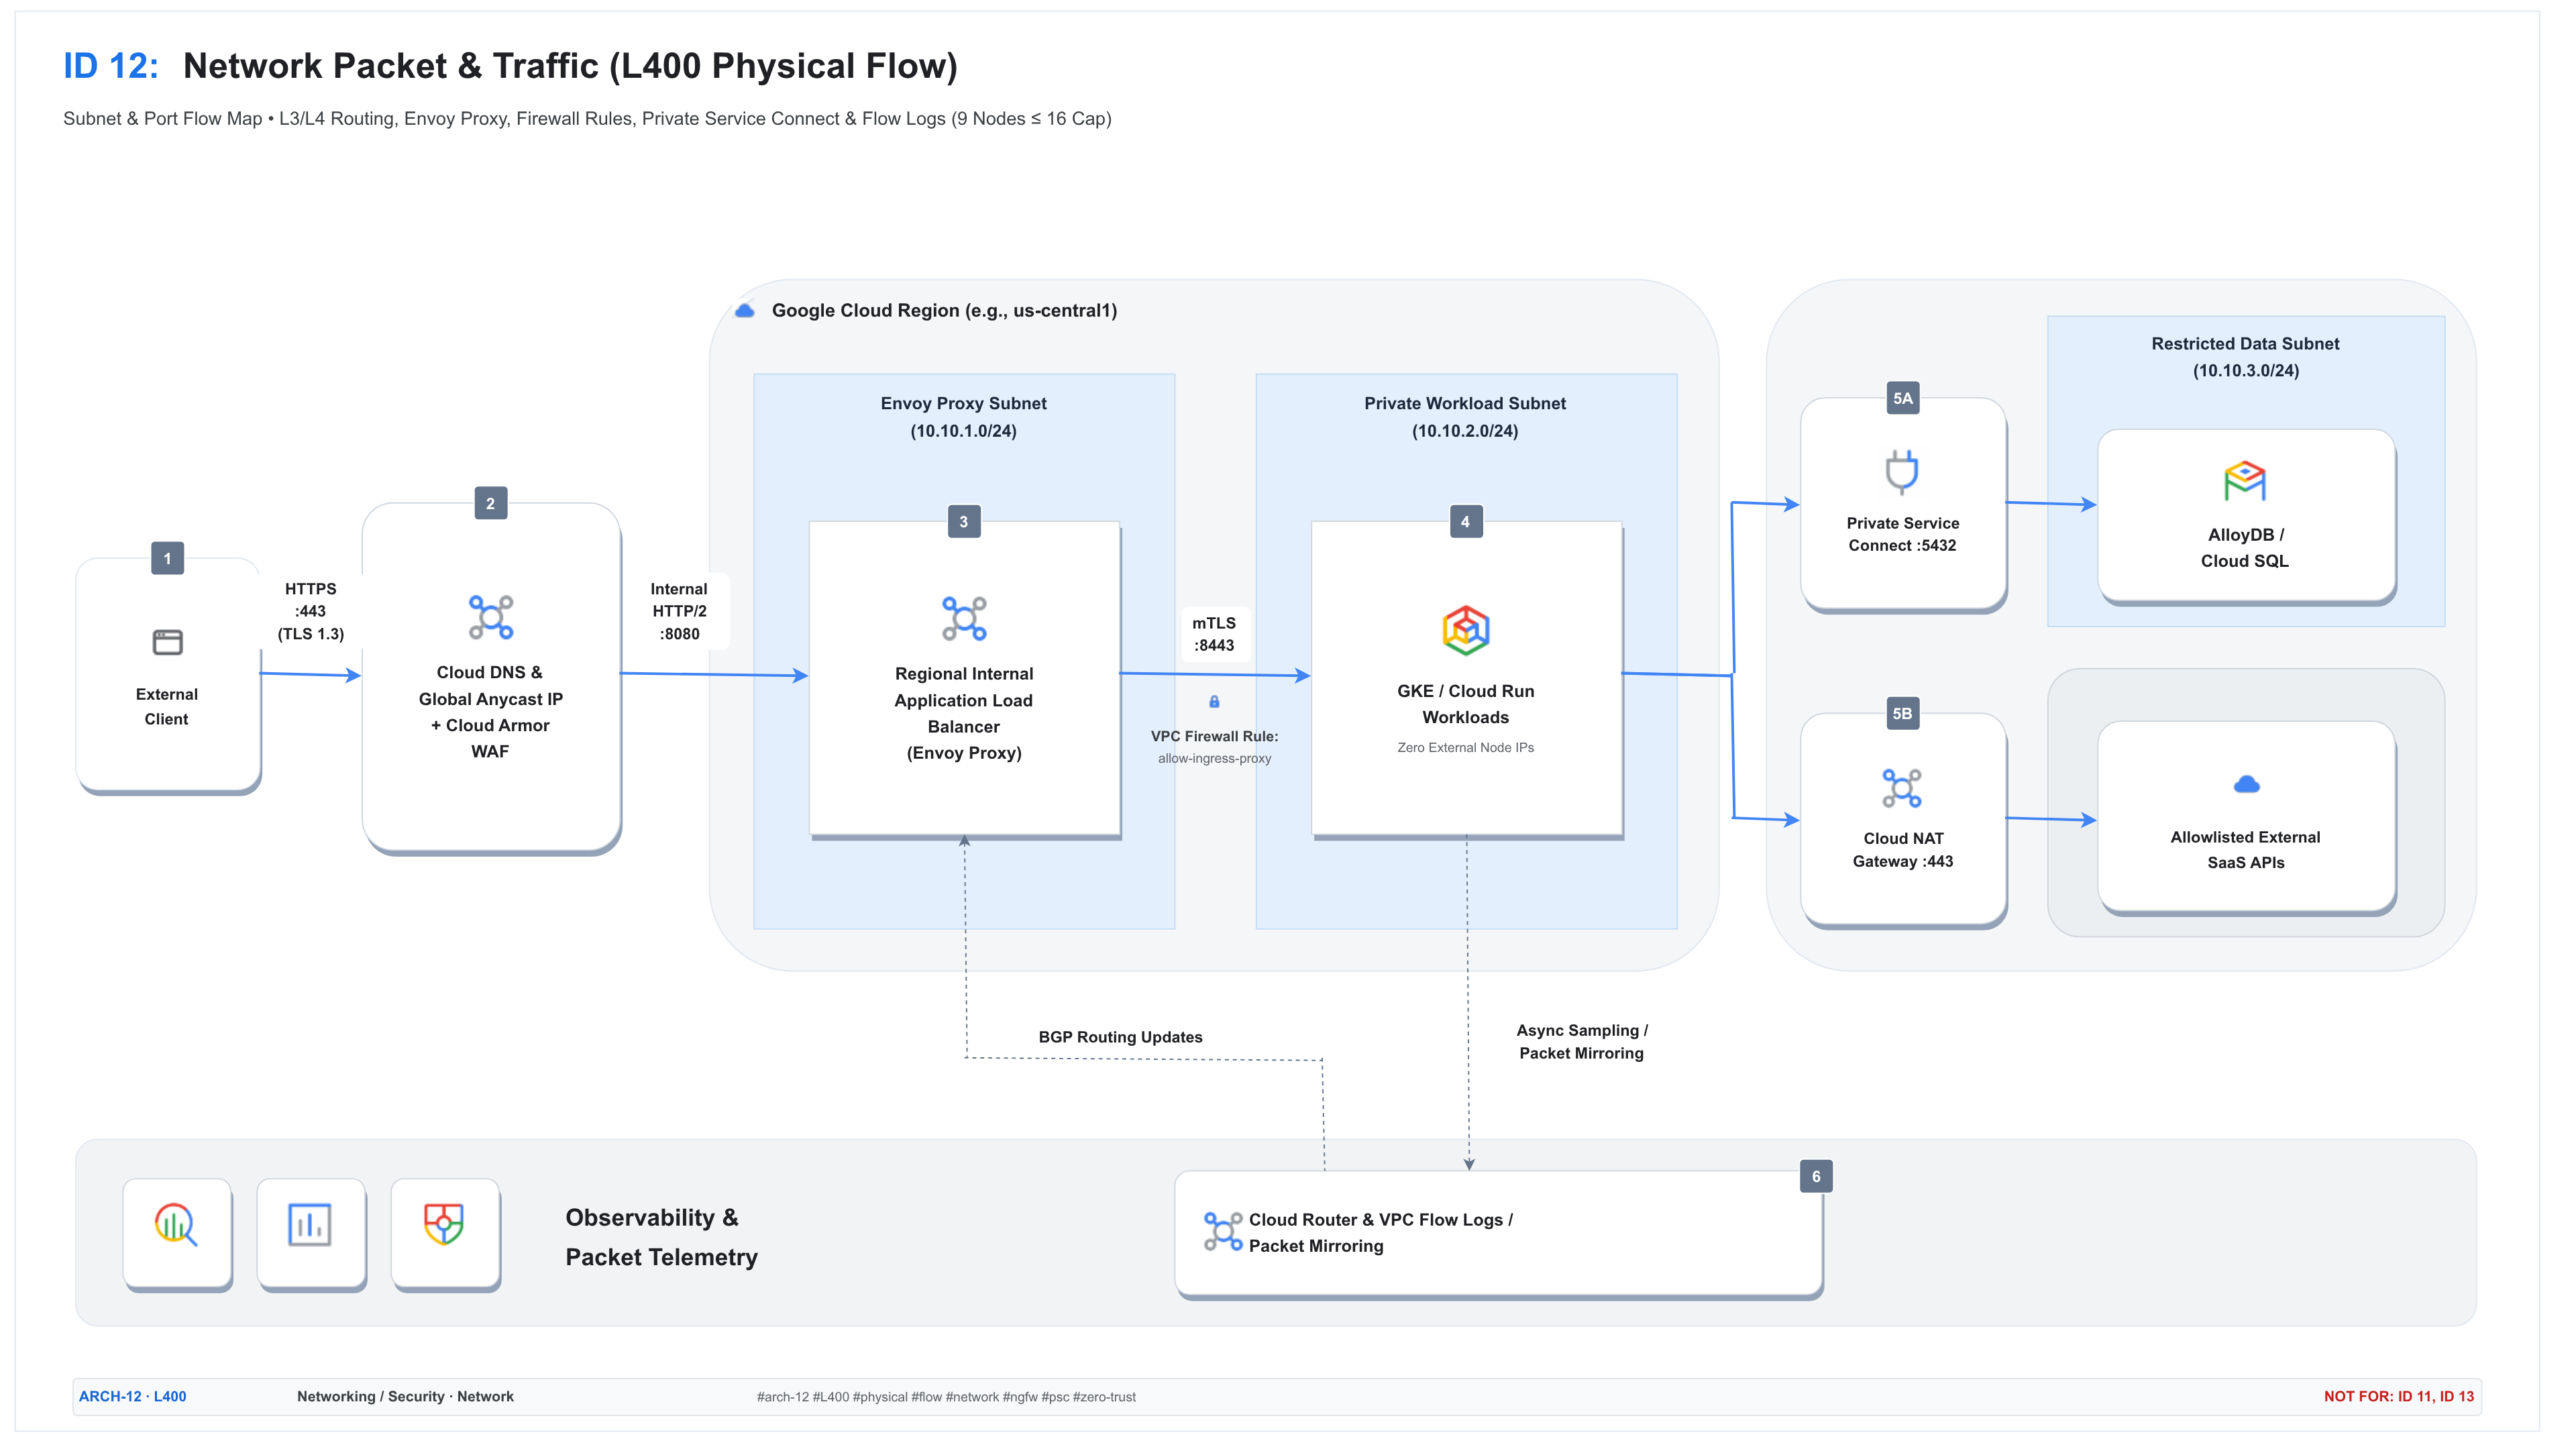 ID 12: Network Packet & Traffic (L400 Physical Flow)
Subnet & Port Flow Map • L3/L4 Routing, Envoy Proxy, Firewall Rules, Private Service Connect & Flow Logs (9 Nodes ≤ 16 Cap)
1
External
Client
HTTPS
:443
(TLS 1.3)
2
Cloud DNS &
Global Anycast IP
+ Cloud Armor
WAF
Internal
HTTP/2
:8080
Google Cloud Region (e.g., us-central1)
Envoy Proxy Subnet
(10.10.1.0/24)
3
Regional Internal
Application Load
Balancer
(Envoy Proxy)
mTLS
:8443
VPC Firewall Rule:
allow-ingress-proxy
Private Workload Subnet
(10.10.2.0/24)
4
GKE / Cloud Run
Workloads
Zero External Node IPs
5A
Private Service
Connect :5432
Restricted Data Subnet
(10.10.3.0/24)
AlloyDB /
Cloud SQL
5B
Cloud NAT
Gateway :443
Allowlisted External
SaaS APIs
BGP Routing Updates
Async Sampling /
Packet Mirroring
Observability &
Packet Telemetry
6
Cloud Router & VPC Flow Logs /
Packet Mirroring
ARCH-12 · L400
Networking / Security · Network
#arch-12 #L400 #physical #flow #network #ngfw #psc #zero-trust
NOT FOR: ID 11, ID 13